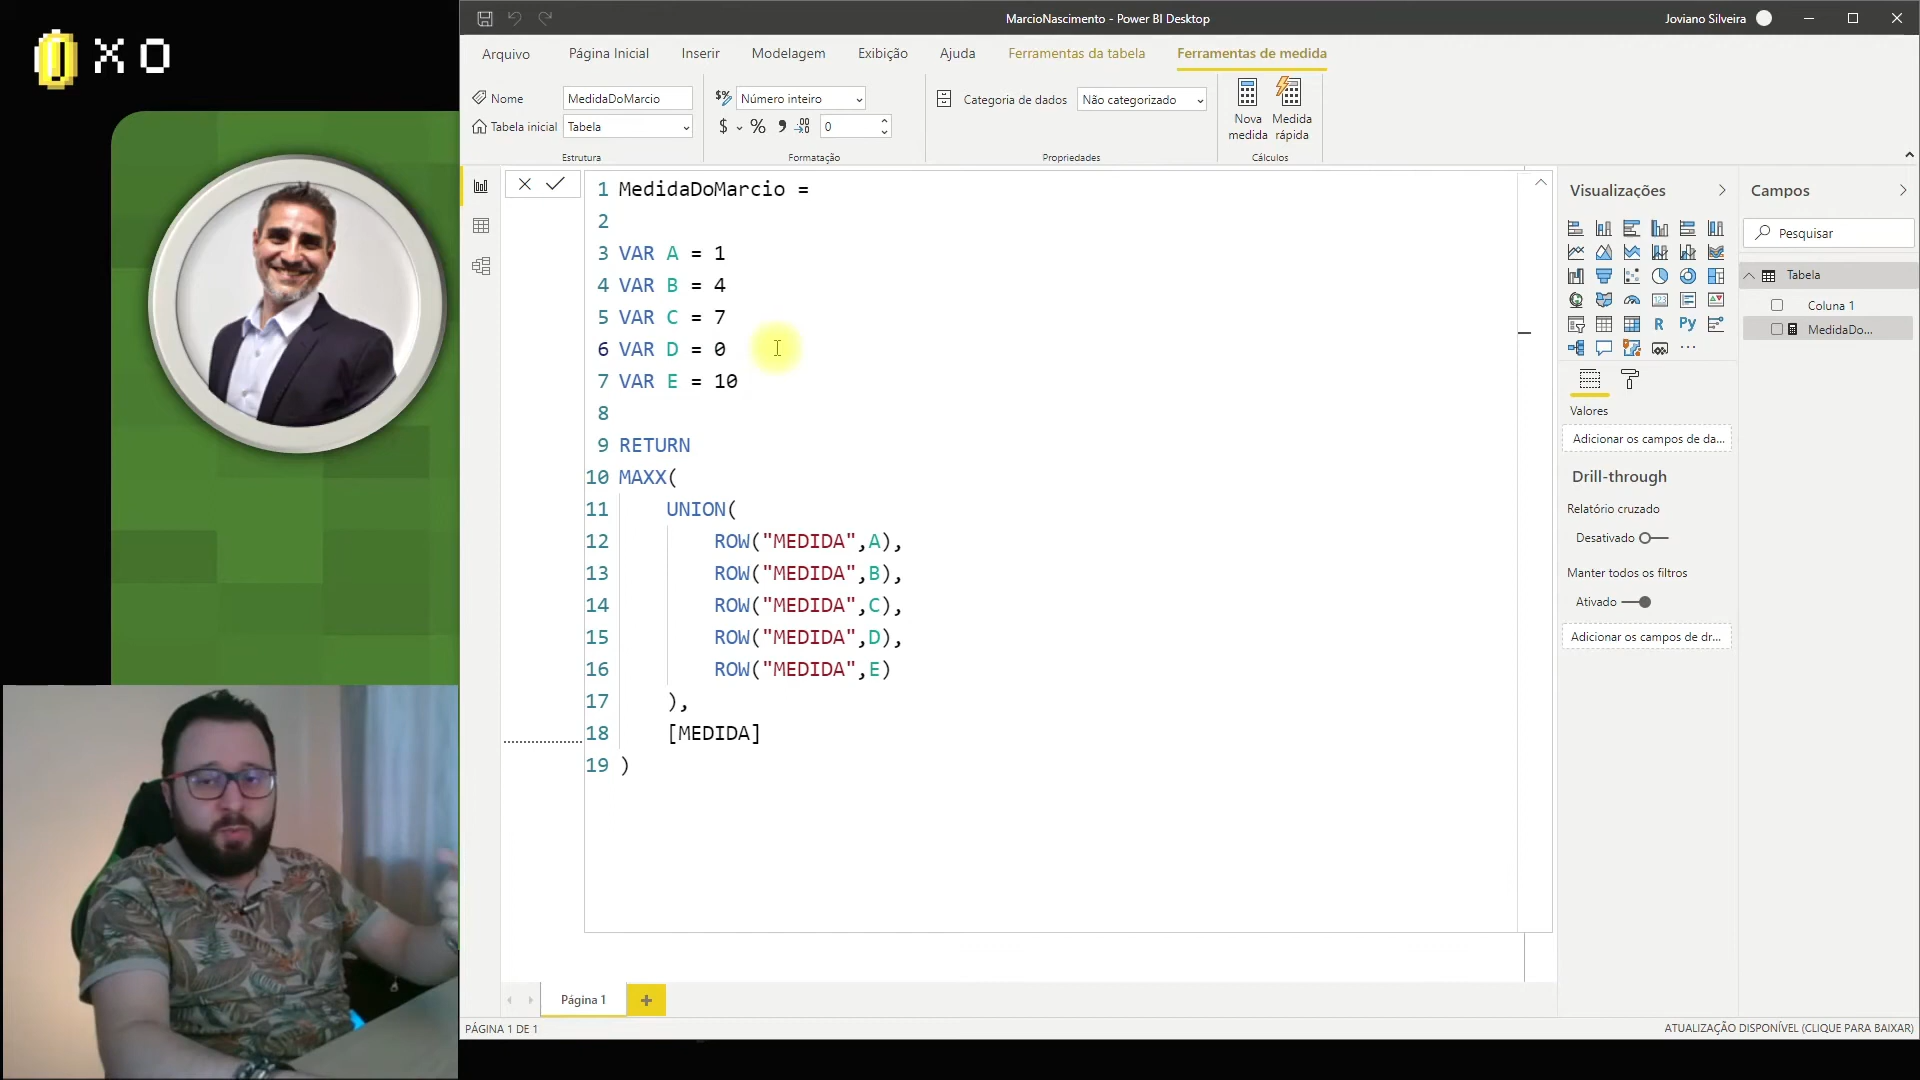 0 X 0
MarcioNascimento - Power BI Desktop
Joviano Silveira
Arquivo Página Inicial Inserir Modelagem Exibição Ajuda Ferramentas da tabela Ferramentas de medida
Nome MedidaDoMarcio
Tabela inicial Tabela
Estrutura
Número inteiro
$ % 0
Formatação
Categoria de dados Não categorizado
Propriedades
Nova medida
Medida rápida
Cálculos
1 MedidaDoMarcio =
2
3 VAR A = 1
4 VAR B = 4
5 VAR C = 7
6 VAR D = 0
7 VAR E = 10
8
9 RETURN
10 MAXX(
11 UNION(
12 ROW("MEDIDA",A),
13 ROW("MEDIDA",B),
14 ROW("MEDIDA",C),
15 ROW("MEDIDA",D),
16 ROW("MEDIDA",E)
17 ),
18 [MEDIDA]
19 )
Visualizações
R Py
Valores
Adicionar os campos de da...
Drill-through
Relatório cruzado
Desativado
Manter todos os filtros
Ativado
Adicionar os campos de dr...
Campos
Pesquisar
Tabela
Coluna 1
MedidaDo...
Página 1
PÁGINA 1 DE 1
ATUALIZAÇÃO DISPONÍVEL (CLIQUE PARA BAIXAR)